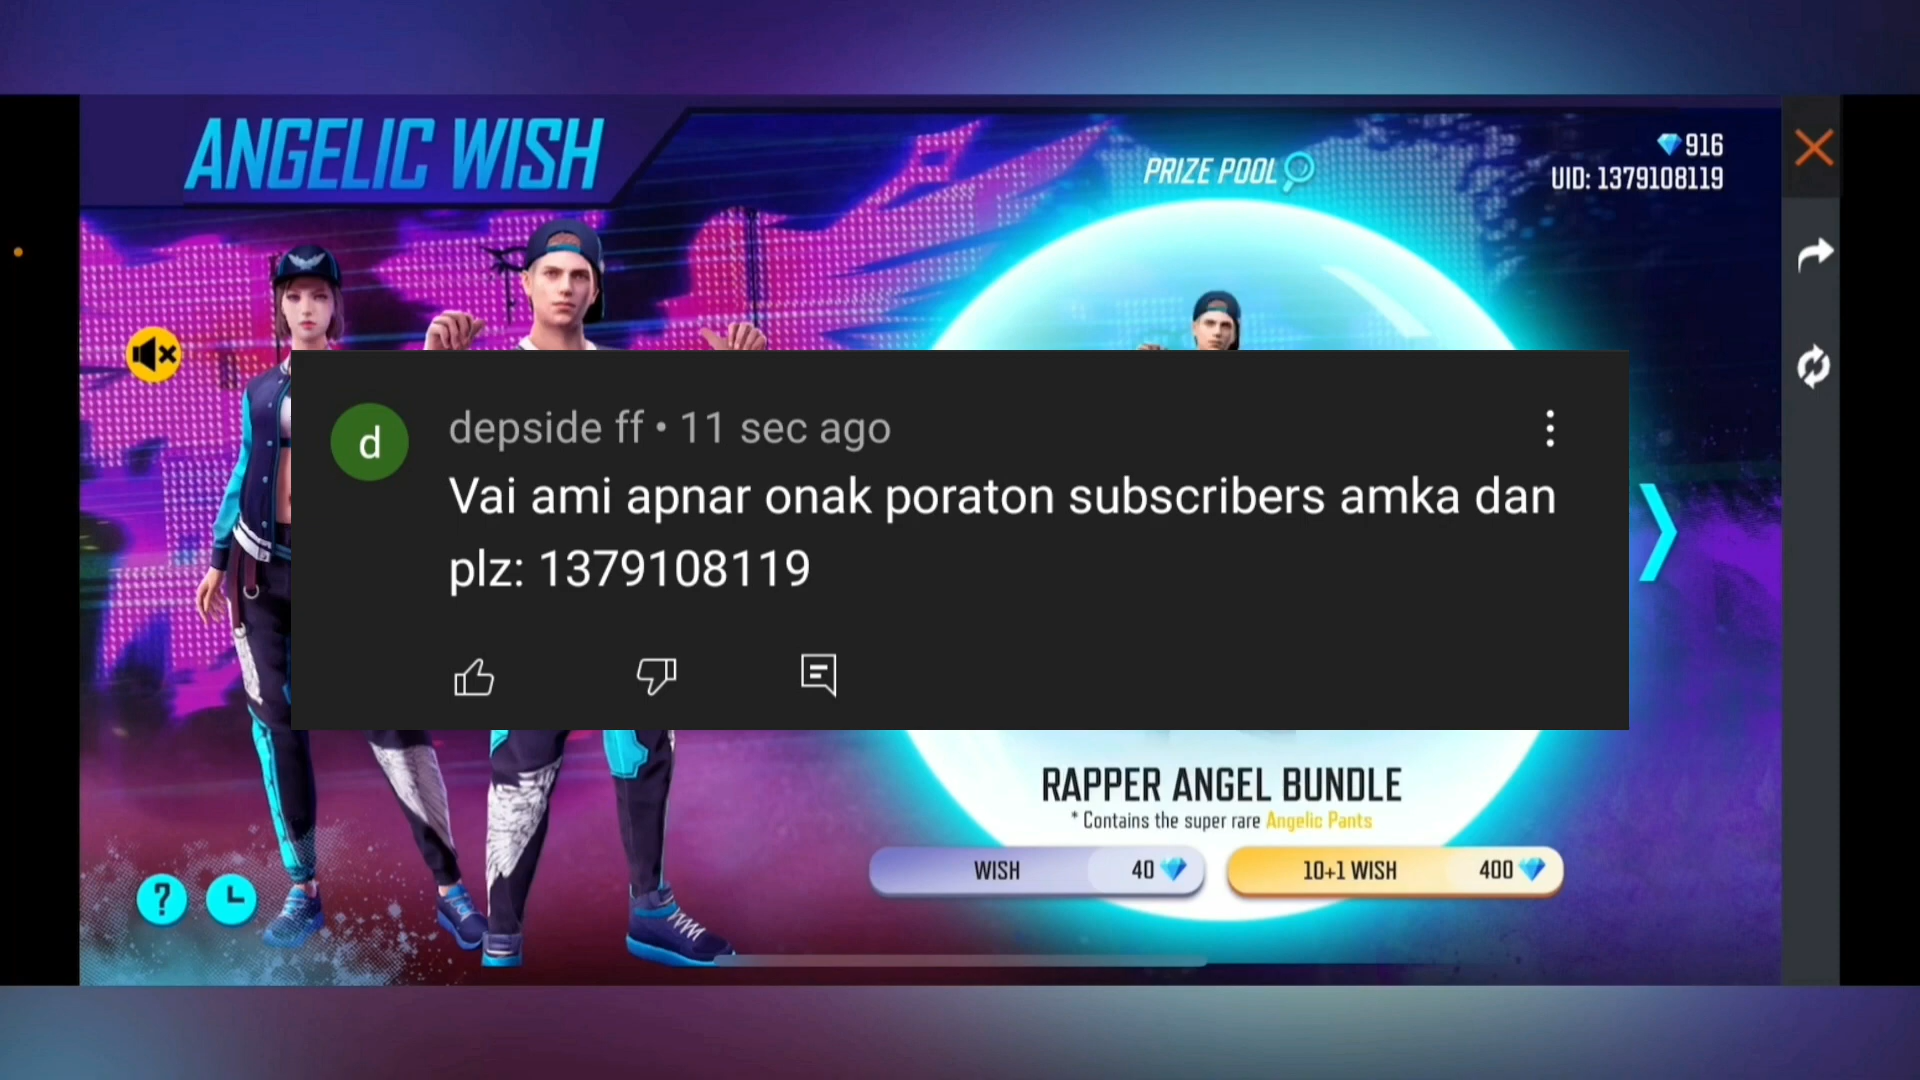 ANGELIC WISH
PRIZE POOL
916
UID: 1379108119
d
depside ff • 11 sec ago
Vai ami apnar onak poraton subscribers amka dan
plz: 1379108119
RAPPER ANGEL BUNDLE
* Contains the super rare Angelic Pants
WISH 40
10+1 WISH 400
?